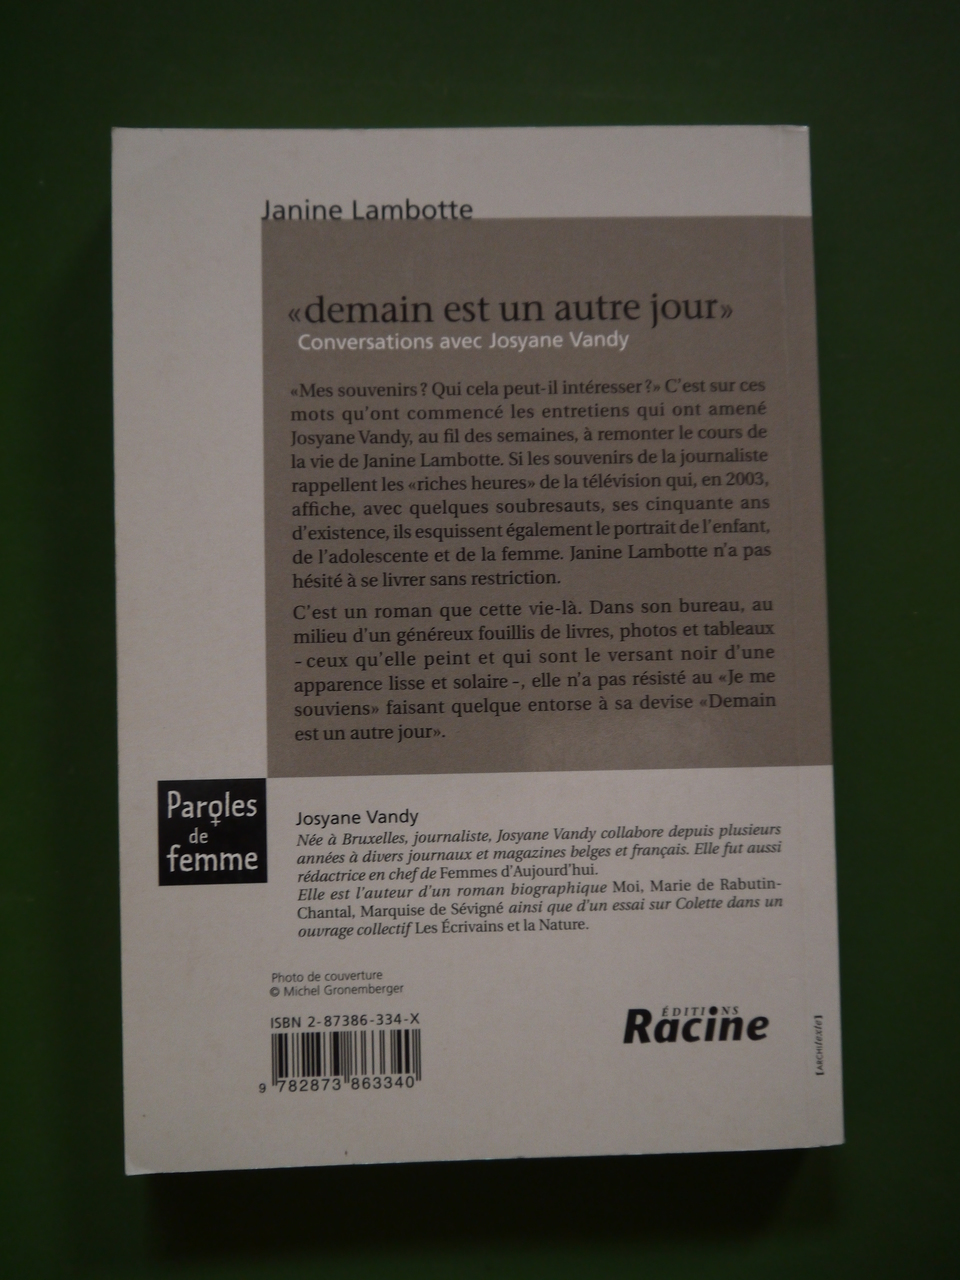 Janine Lambotte
«demain est un autre jour»
Conversations avec Josyane Vandy
«Mes souvenirs? Qui cela peut-il intéresser?» C'est sur ces
mots qu'ont commencé les entretiens qui ont amené
Josyane Vandy, au fil des semaines, à remonter le cours de
la vie de Janine Lambotte. Si les souvenirs de la journaliste
rappellent les «riches heures» de la télévision qui, en 2003,
affiche, avec quelques soubresauts, ses cinquante ans
d'existence, ils esquissent également le portrait de l'enfant,
de l'adolescente et de la femme. Janine Lambotte n'a pas
hésité à se livrer sans restriction.
C'est un roman que cette vie-là. Dans son bureau, au
milieu d'un généreux fouillis de livres, photos et tableaux
- ceux qu'elle peint et qui sont le versant noir d'une
apparence lisse et solaire -, elle n'a pas résisté au «Je me
souviens» faisant quelque entorse à sa devise «Demain
est un autre jour».
Paroles
de
femme
Josyane Vandy
Née à Bruxelles, journaliste, Josyane Vandy collabore depuis plusieurs
années à divers journaux et magazines belges et français. Elle fut aussi
rédactrice en chef de Femmes d'Aujourd'hui.
Elle est l'auteur d'un roman biographique Moi, Marie de Rabutin-
Chantal, Marquise de Sévigné ainsi que d'un essai sur Colette dans un
ouvrage collectif Les Écrivains et la Nature.
Photo de couverture
© Michel Gronemberger
ISBN 2-87386-334-X
9 782873 863340
ÉDITIONS
Racine
[ARCHItexte]